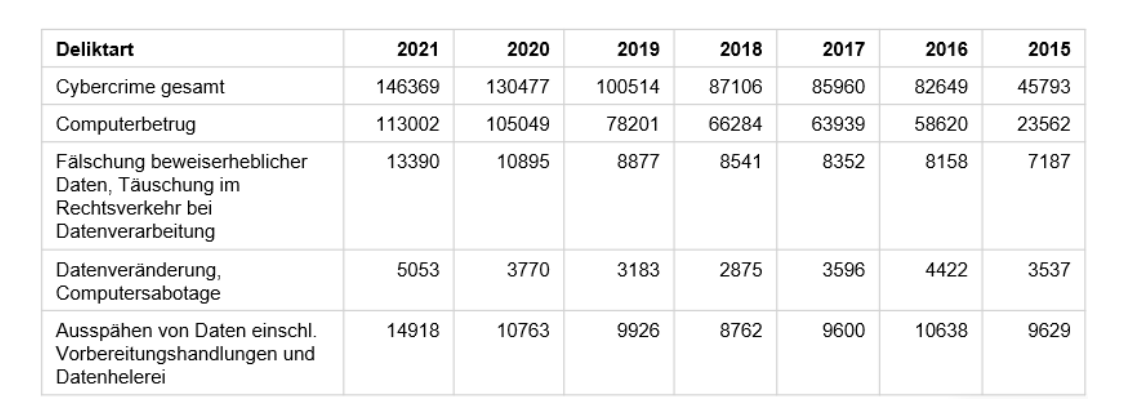 Deliktart 2021 2020 2019 2018 2017 2016 2015
Cybercrime gesamt 146369 130477 100514 87106 85960 82649 45793
Computerbetrug 113002 105049 78201 66284 63939 58620 23562
Fälschung beweiserheblicher 13390 10895 8877 8541 8352 8158 7187
Daten, Täuschung im
Rechtsverkehr bei
Datenverarbeitung
Datenveränderung, 5053 3770 3183 2875 3596 4422 3537
Computersabotage
Ausspähen von Daten einschl. 14918 10763 9926 8762 9600 10638 9629
Vorbereitungshandlungen und
Datenhelerei